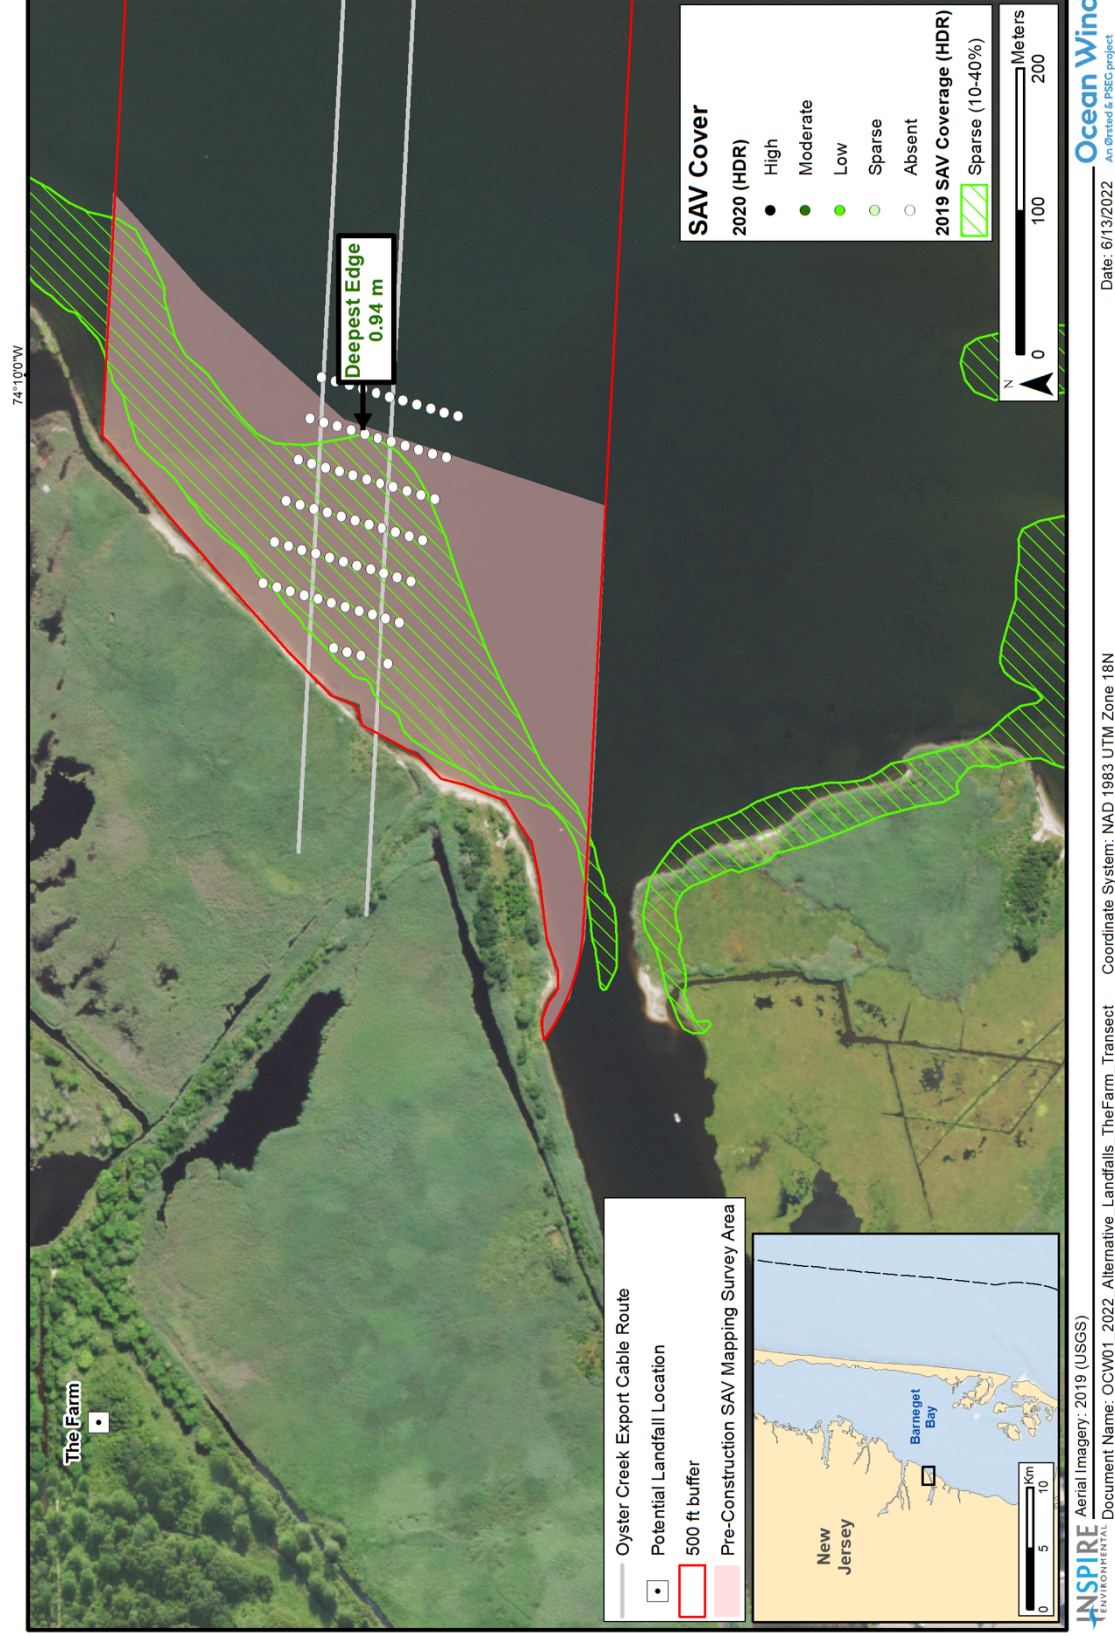 74°10'0"W
The Farm
Deepest Edge
0.94 m
Oyster Creek Export Cable Route
Potential Landfall Location
500 ft buffer
Pre-Construction SAV Mapping Survey Area
New
Jersey
Barneget
Bay
0 5 10
Km
SAV Cover
2020 (HDR)
High
Moderate
Low
Sparse
Absent
2019 SAV Coverage (HDR)
Sparse (10-40%)
N
Meters
0 100 200
INSPIRE
ENVIRONMENTAL
Aerial Imagery: 2019 (USGS)
Document Name: OCW01_2022_Alternative_Landfalls_TheFarm_Transect
Coordinate System: NAD 1983 UTM Zone 18N
Date: 6/13/2022
Ocean Wind
An Ørsted & PSEG project